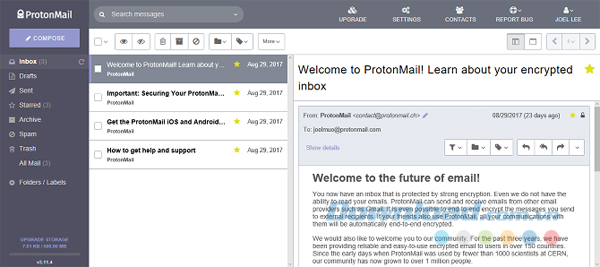 ProtonMail
Search messages
UPGRADE
SETTINGS
CONTACTS
REPORT BUG
JOEL LEE
COMPOSE
More
Inbox (3)
Drafts
Sent
Starred (3)
Archive
Spam
Trash
All Mail (3)
Folders / Labels
UPGRADE STORAGE
7.01 KB / 500.00 MB
v3.11.4
Welcome to ProtonMail! Learn about y...
Aug 29, 2017
ProtonMail
Important: Securing Your ProtonMa...
Aug 29, 2017
ProtonMail
Get the ProtonMail iOS and Android...
Aug 29, 2017
ProtonMail
How to get help and support
Aug 29, 2017
ProtonMail
Welcome to ProtonMail! Learn about your encrypted
inbox
From: ProtonMail <contact@protonmail.ch>
08/29/2017 (23 days ago)
To: joelmuo@protonmail.com
Show details
Welcome to the future of email!
You now have an inbox that is protected by strong encryption. Even we do not have the
ability to read your emails. ProtonMail can send and receive emails from other email
providers such as Gmail, and you can even encrypt the messages you send
to external recipients. If your friends also use ProtonMail, all your communications with
them will be automatically end-to-end encrypted.
We would also like to welcome you to our community. For the past three years, we have
been providing reliable and easy-to-use encrypted email to users in over 150 countries.
Since the early days when ProtonMail was used by fewer than 1000 scientists at CERN,
our community has now grown to over 1 million people.